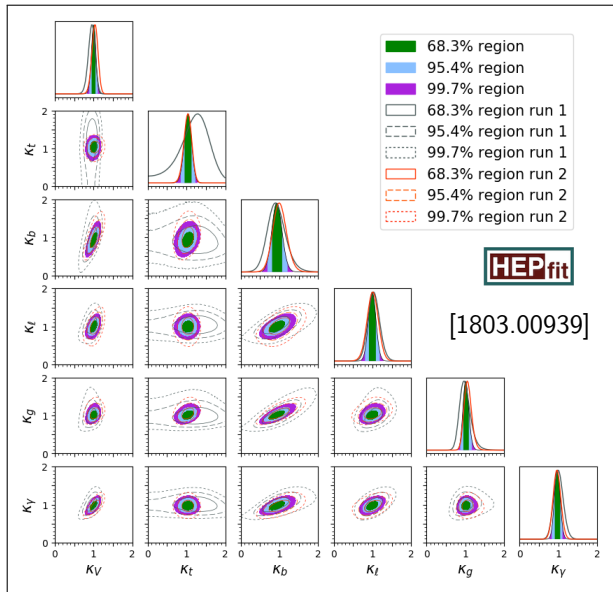 68.3% region
95.4% region
99.7% region
68.3% region run 1
95.4% region run 1
99.7% region run 1
68.3% region run 2
95.4% region run 2
99.7% region run 2
HEPfit
[1803.00939]
2
κt
1
0
2
κb
1
0
2
κℓ
1
0
2
κg
1
0
2
κγ
1
0
0 1 2 0 1 2 0 1 2 0 1 2 0 1 2 0 1 2
κV κt κb κℓ κg κγ